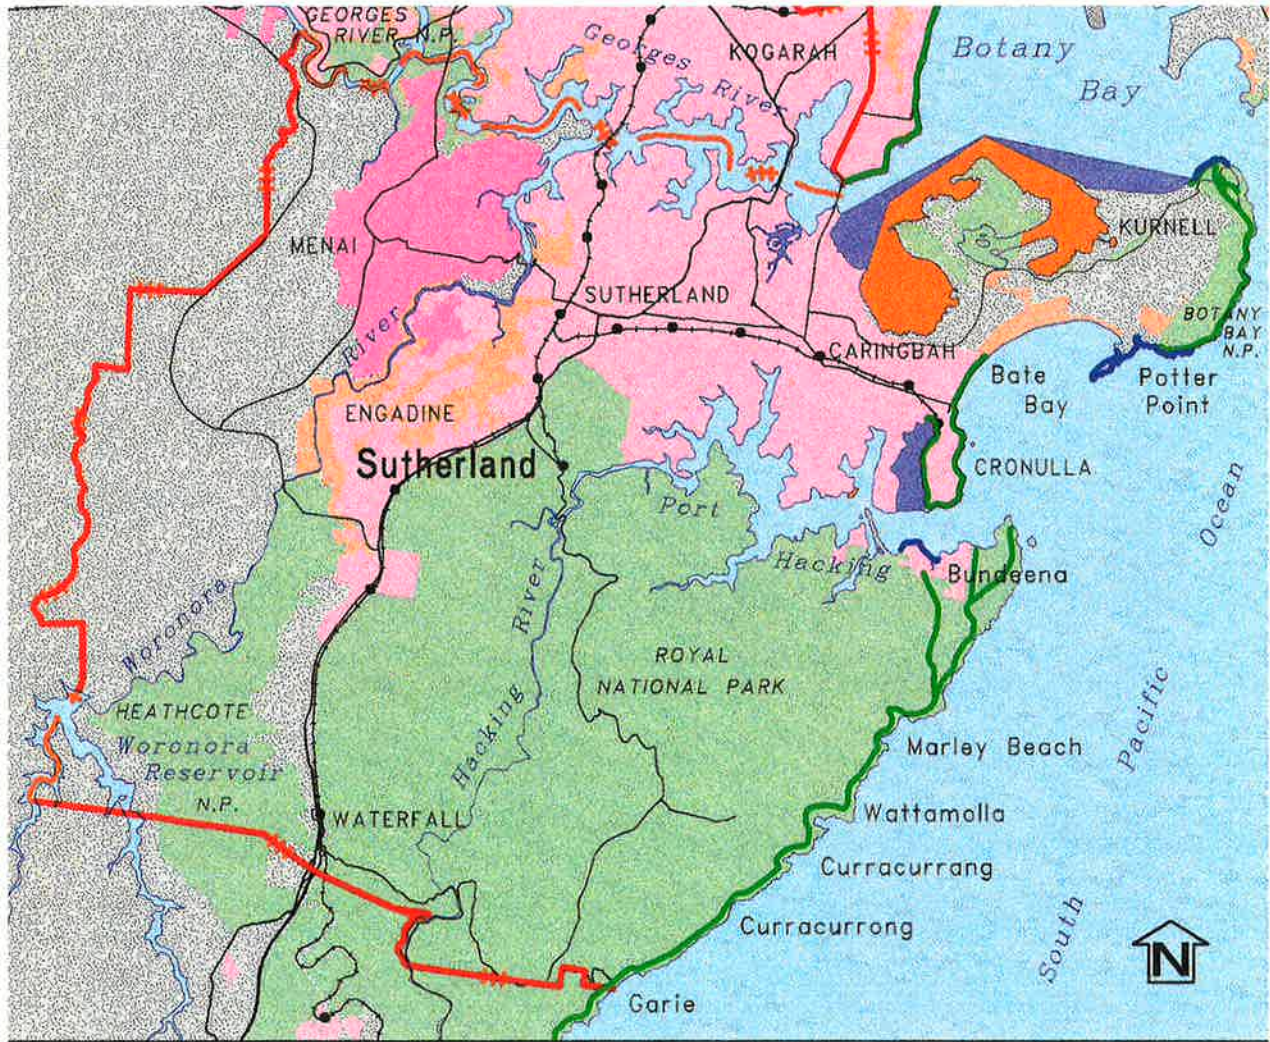 GEORGES
RIVER N.P.
Georges River
KOGARAH
Botany
Bay
MENAI
KURNELL
SUTHERLAND
River
BOTANY
BAY
N.P.
CARINGBAH
Bate
Bay
Potter
Point
ENGADINE
Sutherland
CRONULLA
Port
Hacking
Ocean
Bundeena
Woronora
River
ROYAL
NATIONAL PARK
Hacking
HEATHCOTE
Woronora
Reservoir
N.P.
Marley Beach
Pacific
WATERFALL
Wattamolla
Curracurrang
Curracurrong
South
N
Garie